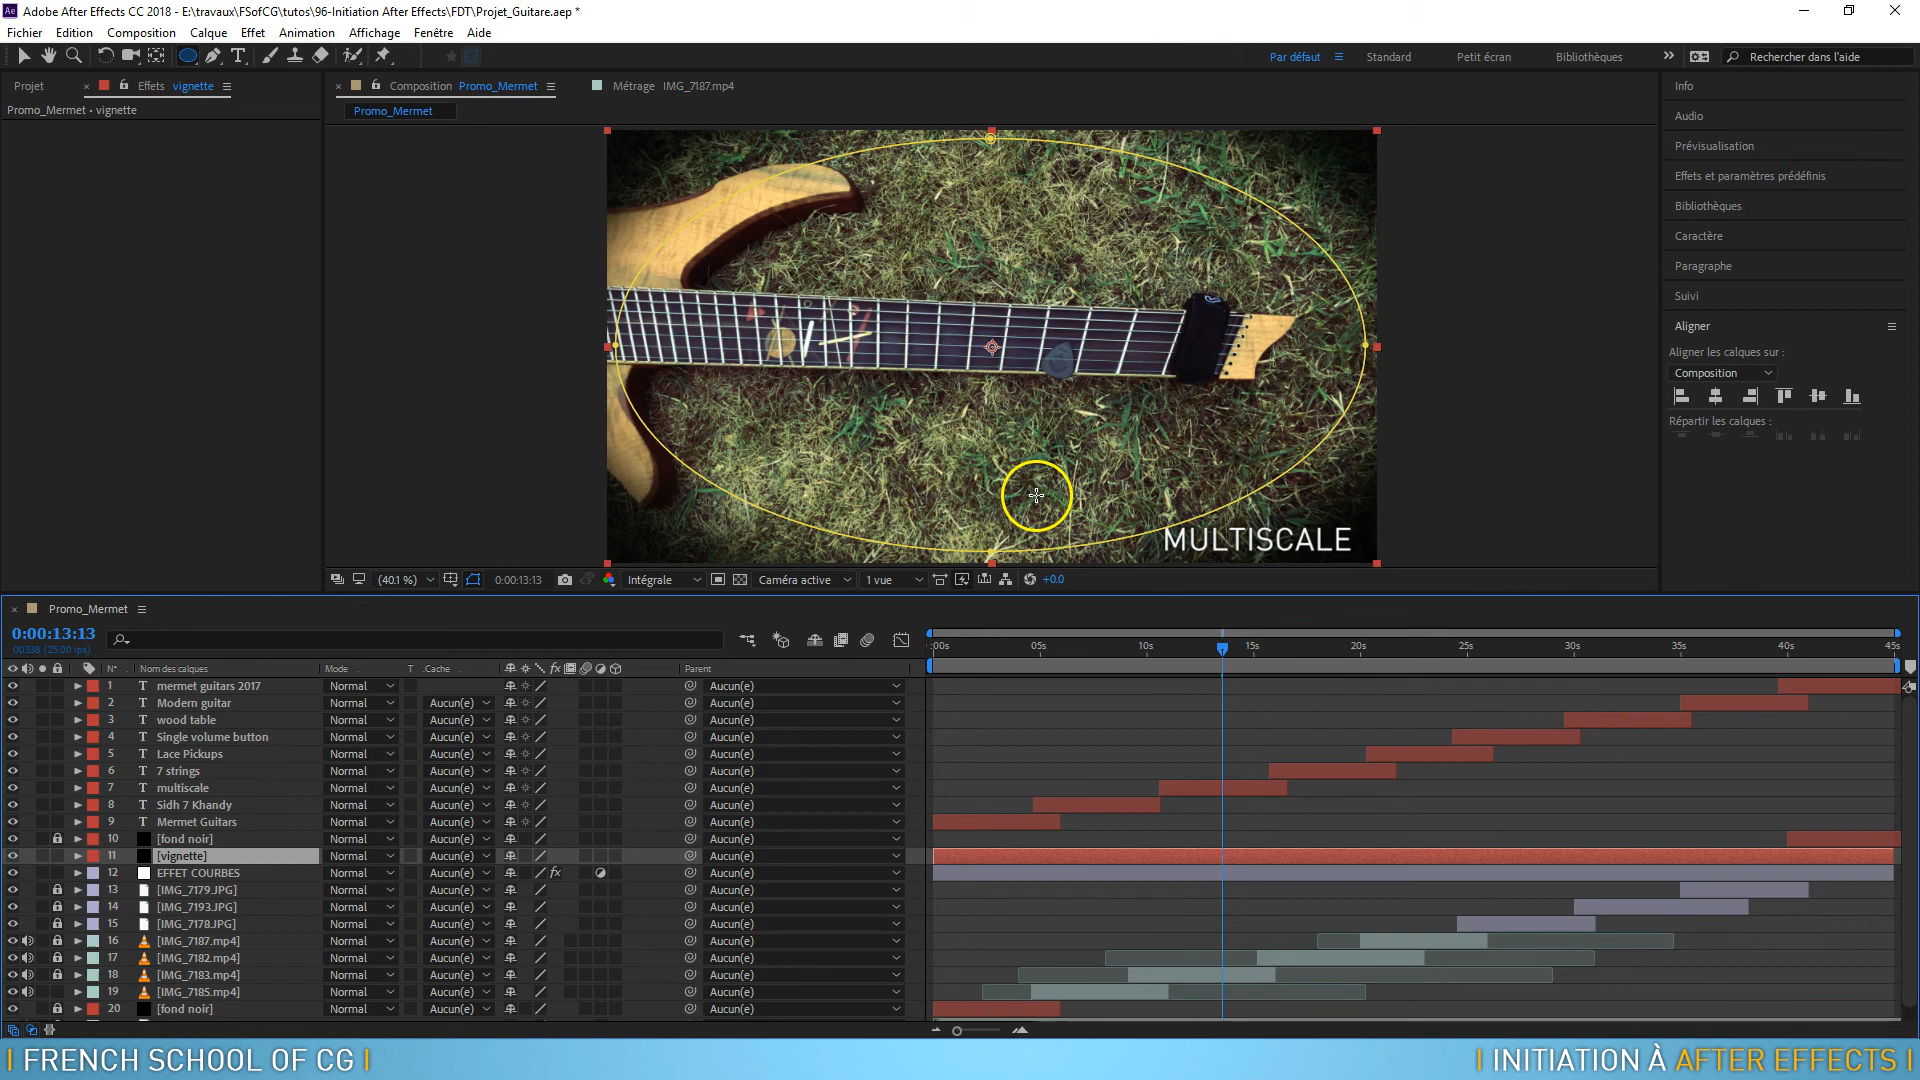 Adobe After Effects CC 2018 - E:\travaux\FSofCG\tutos\96-Initiation After Effects\FDT\Projet_Guitare.aep *
Fichier Edition Composition Calque Effet Animation Affichage Fenêtre Aide
Par défaut Standard Petit écran Bibliothèques Rechercher dans l'aide
Projet Effets vignette Composition Promo_Mermet Métrage IMG_7187.mp4
Promo_Mermet • vignette
Promo_Mermet
Info
Audio
Prévisualisation
Effets et paramètres prédéfinis
Bibliothèques
Caractère
Paragraphe
Suivi
Aligner
Aligner les calques sur :
Composition
Répartir les calques :
MULTISCALE
(40.1 %) 0:00:13:13 Intégrale Caméra active 1 vue +0.0
Promo_Mermet
0:00:13:13
00338 (25.00 ips)
:00s 05s 10s 15s 20s 25s 30s 35s 40s 45s
N° Nom des calques Mode T .Cache Parent
1 T mermet guitars 2017 Normal Aucun(e)
2 T Modern guitar Normal Aucun(e) Aucun(e)
3 T wood table Normal Aucun(e) Aucun(e)
4 T Single volume button Normal Aucun(e) Aucun(e)
5 T Lace Pickups Normal Aucun(e) Aucun(e)
6 T 7 strings Normal Aucun(e) Aucun(e)
7 T multiscale Normal Aucun(e) Aucun(e)
8 T Sidh 7 Khandy Normal Aucun(e) Aucun(e)
9 T Mermet Guitars Normal Aucun(e) Aucun(e)
10 [fond noir] Normal Aucun(e) Aucun(e)
11 [vignette] Normal Aucun(e) Aucun(e)
12 EFFET COURBES Normal Aucun(e) fx Aucun(e)
13 [IMG_7179.JPG] Normal Aucun(e) Aucun(e)
14 [IMG_7193.JPG] Normal Aucun(e) Aucun(e)
15 [IMG_7178.JPG] Normal Aucun(e) Aucun(e)
16 [IMG_7187.mp4] Normal Aucun(e) Aucun(e)
17 [IMG_7182.mp4] Normal Aucun(e) Aucun(e)
18 [IMG_7183.mp4] Normal Aucun(e) Aucun(e)
19 [IMG_7185.mp4] Normal Aucun(e) Aucun(e)
20 [fond noir] Normal Aucun(e) Aucun(e)
| FRENCH SCHOOL OF CG | | INITIATION À AFTER EFFECTS |